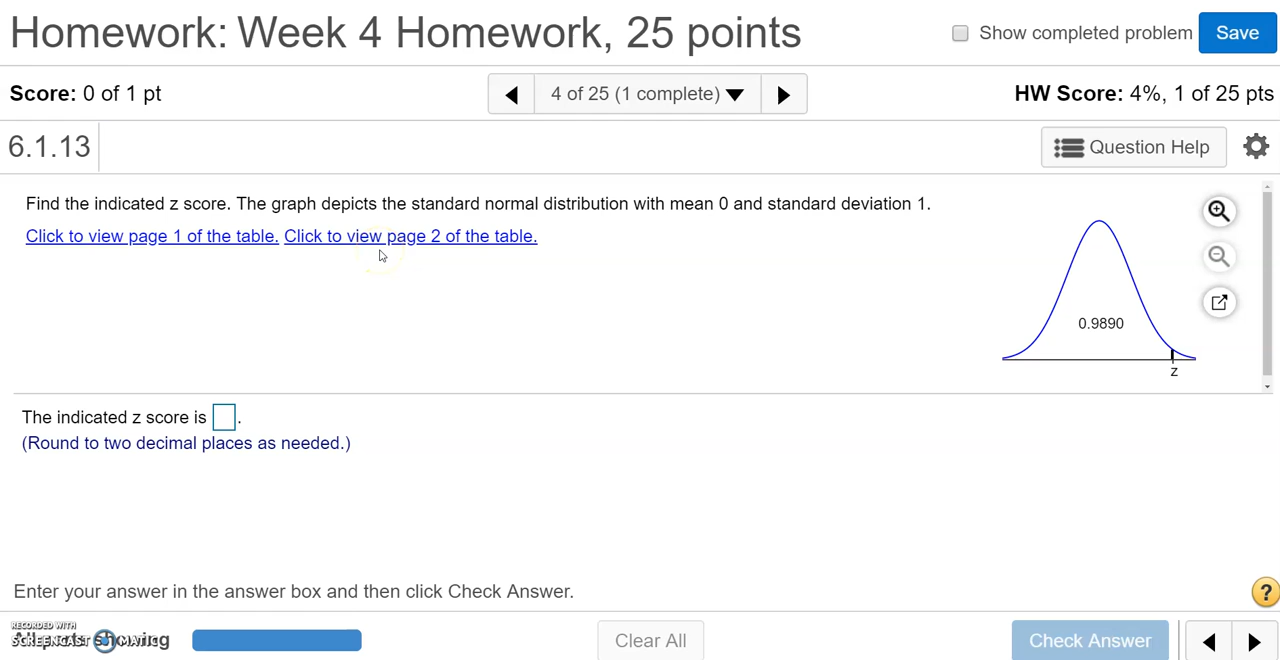 Homework: Week 4 Homework, 25 points
Show completed problem
Save
Score: 0 of 1 pt
4 of 25 (1 complete)
HW Score: 4%, 1 of 25 pts
6.1.13
Question Help
Find the indicated z score. The graph depicts the standard normal distribution with mean 0 and standard deviation 1.
Click to view page 1 of the table. Click to view page 2 of the table.
0.9890
z
The indicated z score is .
(Round to two decimal places as needed.)
Enter your answer in the answer box and then click Check Answer.
?
RECORDED WITH
SCREENCAST MATIC
showing
Clear All
Check Answer